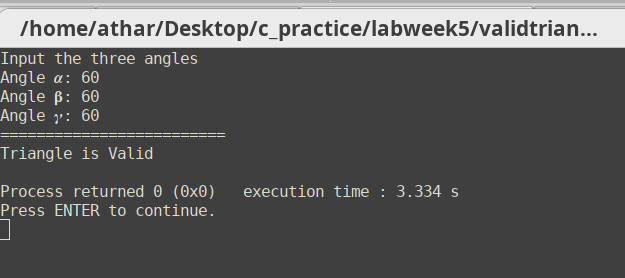 /home/athar/Desktop/c_practice/labweek5/validtrian...
Input the three angles
Angle 𝜶: 60
Angle 𝛃: 60
Angle 𝜸: 60
=========================
Triangle is Valid
Process returned 0 (0x0)   execution time : 3.334 s
Press ENTER to continue.